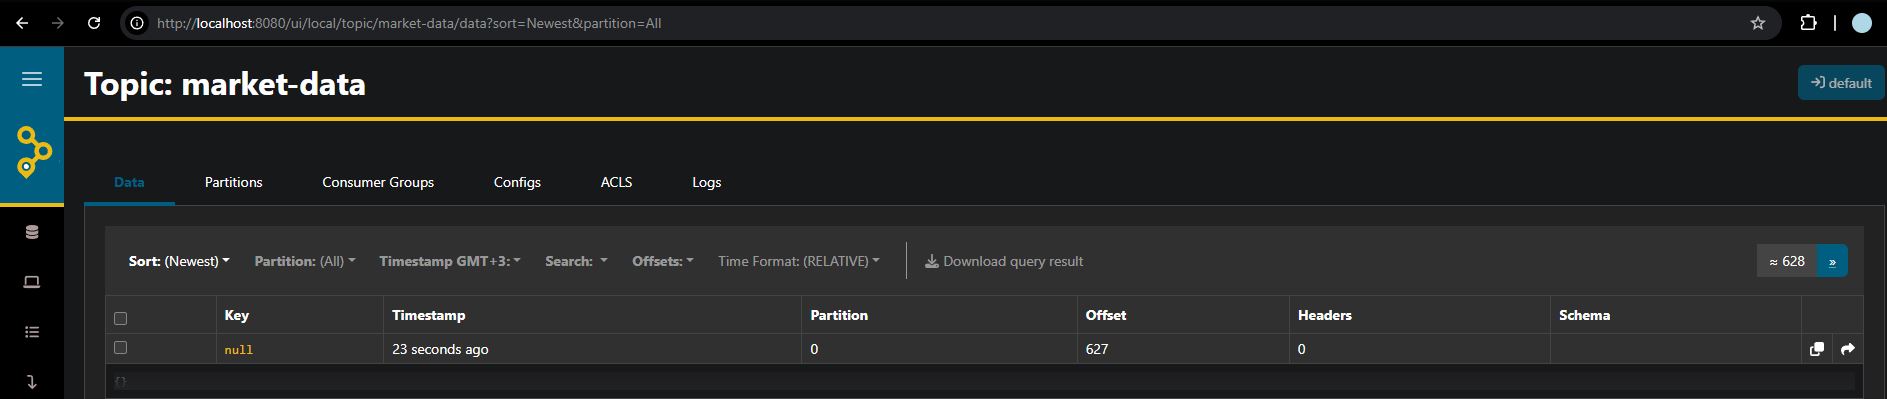 http://localhost:8080/ui/local/topic/market-data/data?sort=Newest&partition=All
Topic: market-data
default
Data Partitions Consumer Groups Configs ACLS Logs
Sort: (Newest) Partition: (All) Timestamp GMT+3: Search: Offsets: Time Format: (RELATIVE) Download query result ≈ 628 »
Key Timestamp Partition Offset Headers Schema
null 23 seconds ago 0 627 0
{}